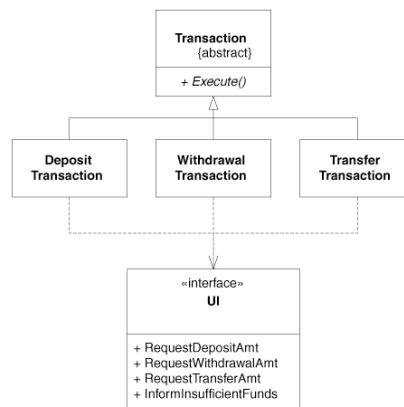 Transaction
{abstract}
+ Execute()
Deposit
Transaction
Withdrawal
Transaction
Transfer
Transaction
«interface»
UI
+ RequestDepositAmt
+ RequestWithdrawalAmt
+ RequestTransferAmt
+ InformInsufficientFunds